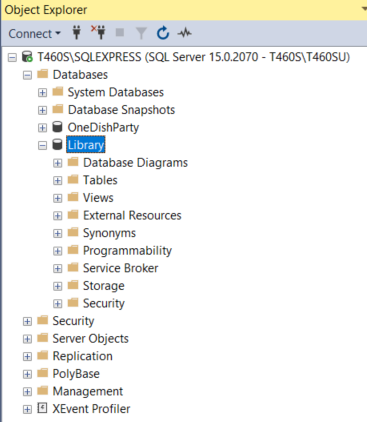 Object Explorer
Connect
T460S\SQLEXPRESS (SQL Server 15.0.2070 - T460S\T460SU)
Databases
System Databases
Database Snapshots
OneDishParty
Library
Database Diagrams
Tables
Views
External Resources
Synonyms
Programmability
Service Broker
Storage
Security
Security
Server Objects
Replication
PolyBase
Management
XEvent Profiler